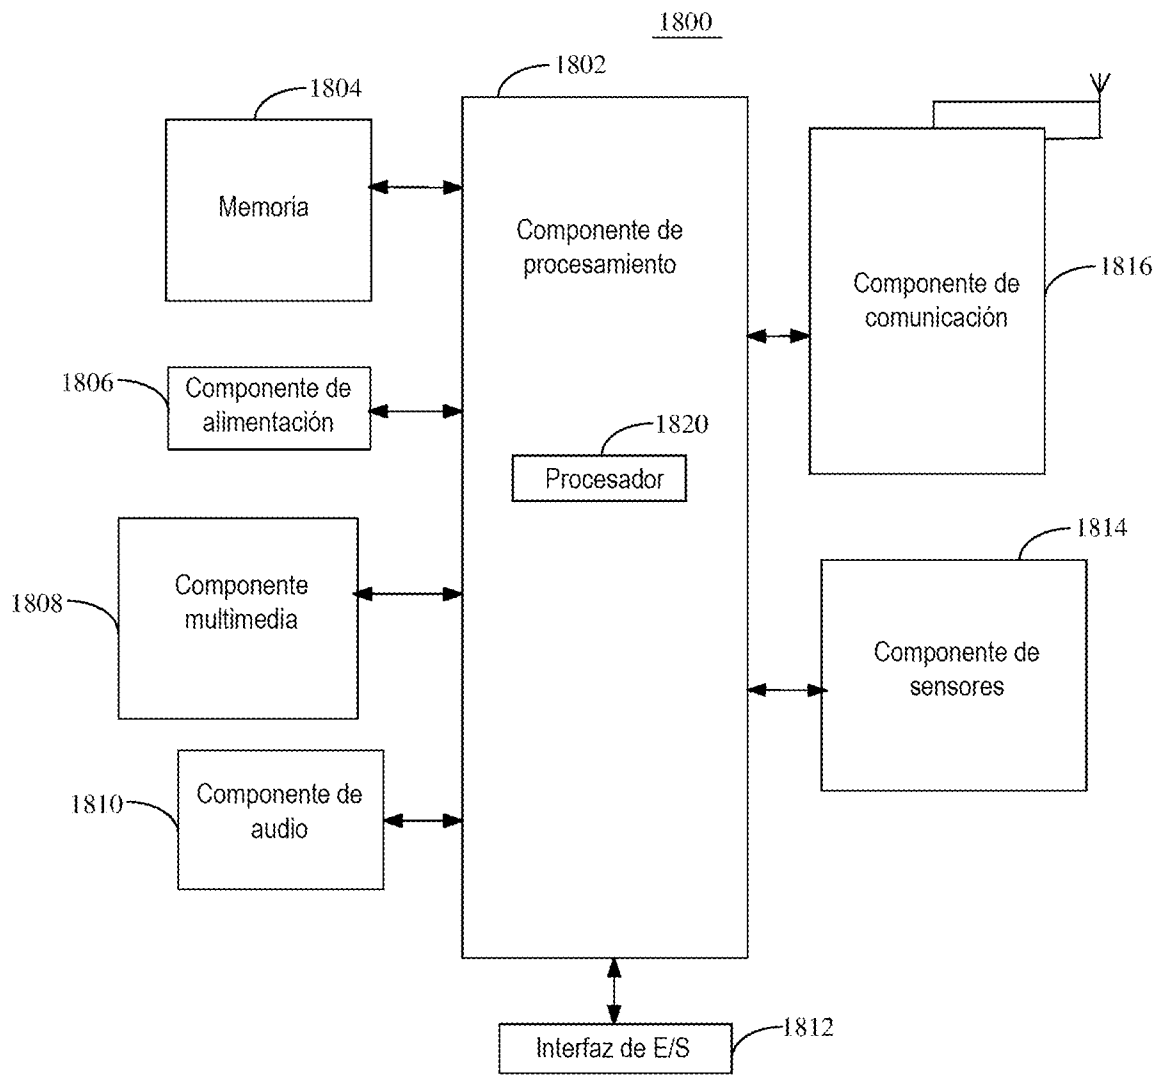 1800
1802
1804
Memoria
Componente de
procesamiento
Componente de
comunicación
1816
1806
Componente de
alimentación
1820
Procesador
1814
1808
Componente
multimedia
Componente de
sensores
1810
Componente de
audio
1812
Interfaz de E/S